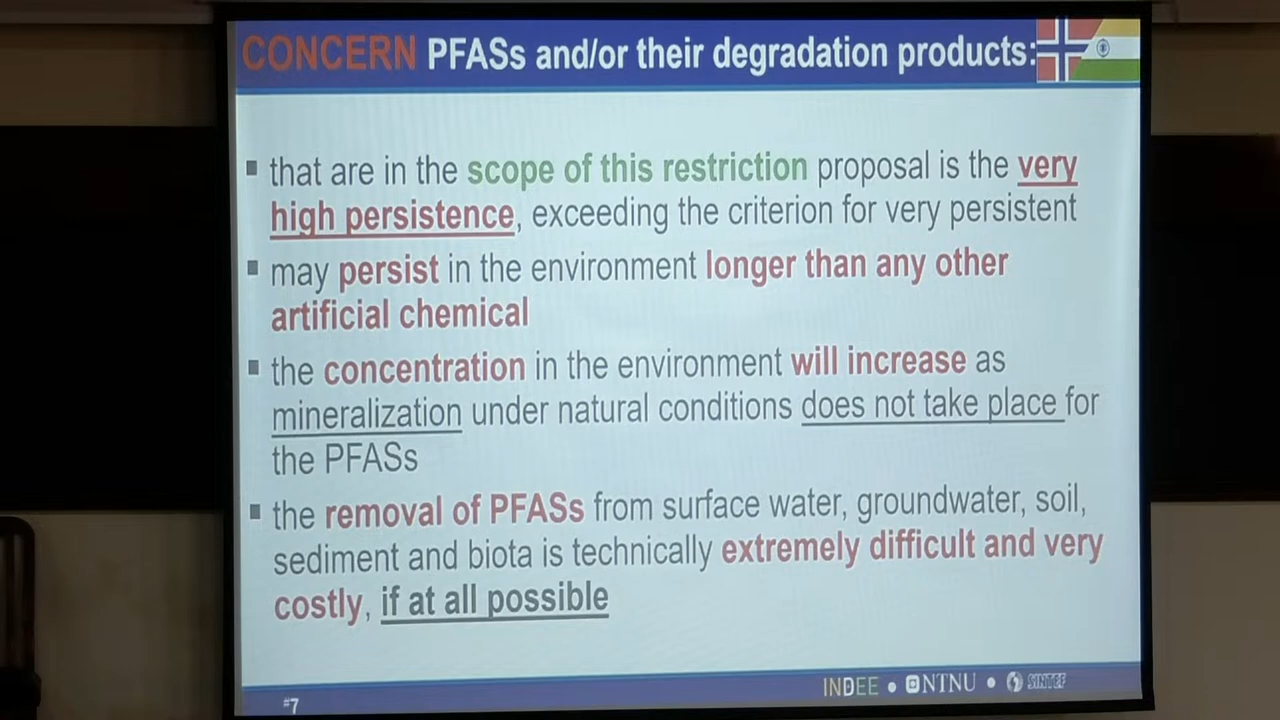 CONCERN PFASs and/or their degradation products:
▪ that are in the scope of this restriction proposal is the very
high persistence, exceeding the criterion for very persistent
▪ may persist in the environment longer than any other
artificial chemical
▪ the concentration in the environment will increase as
mineralization under natural conditions does not take place for
the PFASs
▪ the removal of PFASs from surface water, groundwater, soil,
sediment and biota is technically extremely difficult and very
costly, if at all possible
INDEE • NTNU • SINTEF
#7